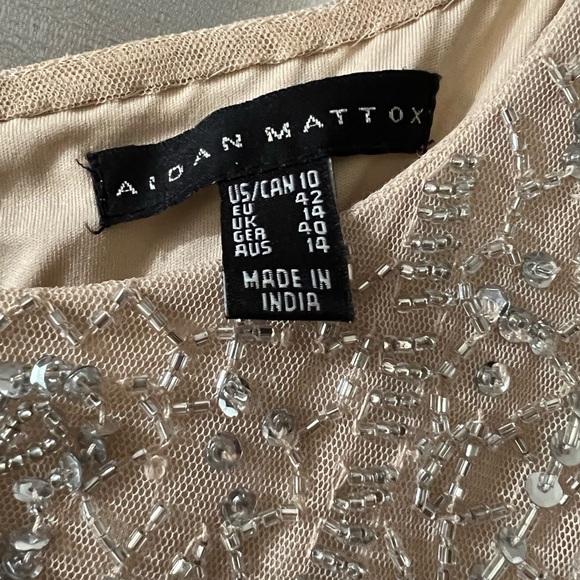 AIDAN MATTOX
US/CAN 10
EU 42
UK 14
GER 40
AUS 14
MADE IN
INDIA